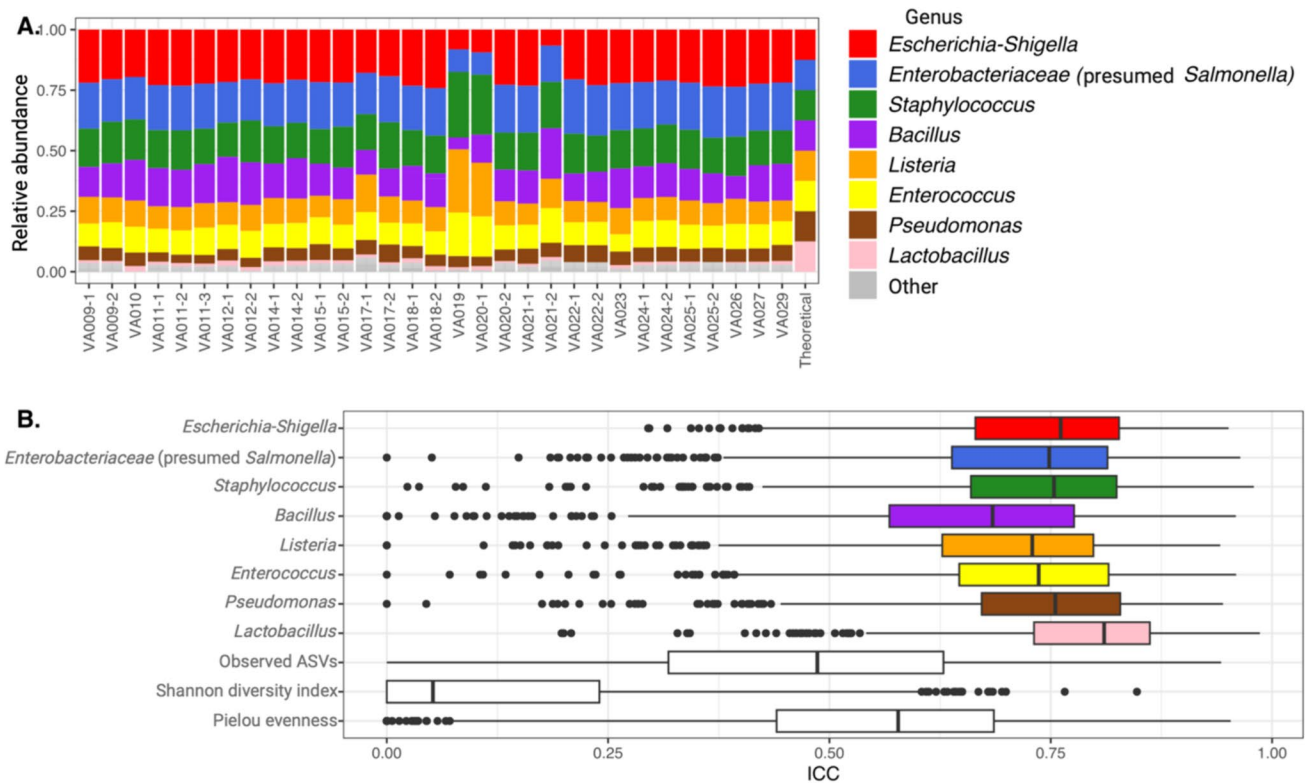 A.
Relative abundance
1.00
0.75
0.50
0.25
0.00
VA009-1
VA009-2
VA010
VA011-1
VA011-2
VA011-3
VA012-1
VA012-2
VA014-1
VA014-2
VA015-1
VA015-2
VA017-1
VA017-2
VA018-1
VA018-2
VA019
VA020-1
VA020-2
VA021-1
VA021-2
VA022-1
VA022-2
VA023
VA024-1
VA024-2
VA025-1
VA025-2
VA026
VA027
VA029
Theoretical
Genus
Escherichia-Shigella
Enterobacteriaceae (presumed Salmonella)
Staphylococcus
Bacillus
Listeria
Enterococcus
Pseudomonas
Lactobacillus
Other
B.
Escherichia-Shigella
Enterobacteriaceae (presumed Salmonella)
Staphylococcus
Bacillus
Listeria
Enterococcus
Pseudomonas
Lactobacillus
Observed ASVs
Shannon diversity index
Pielou evenness
0.00 0.25 0.50 0.75 1.00
ICC